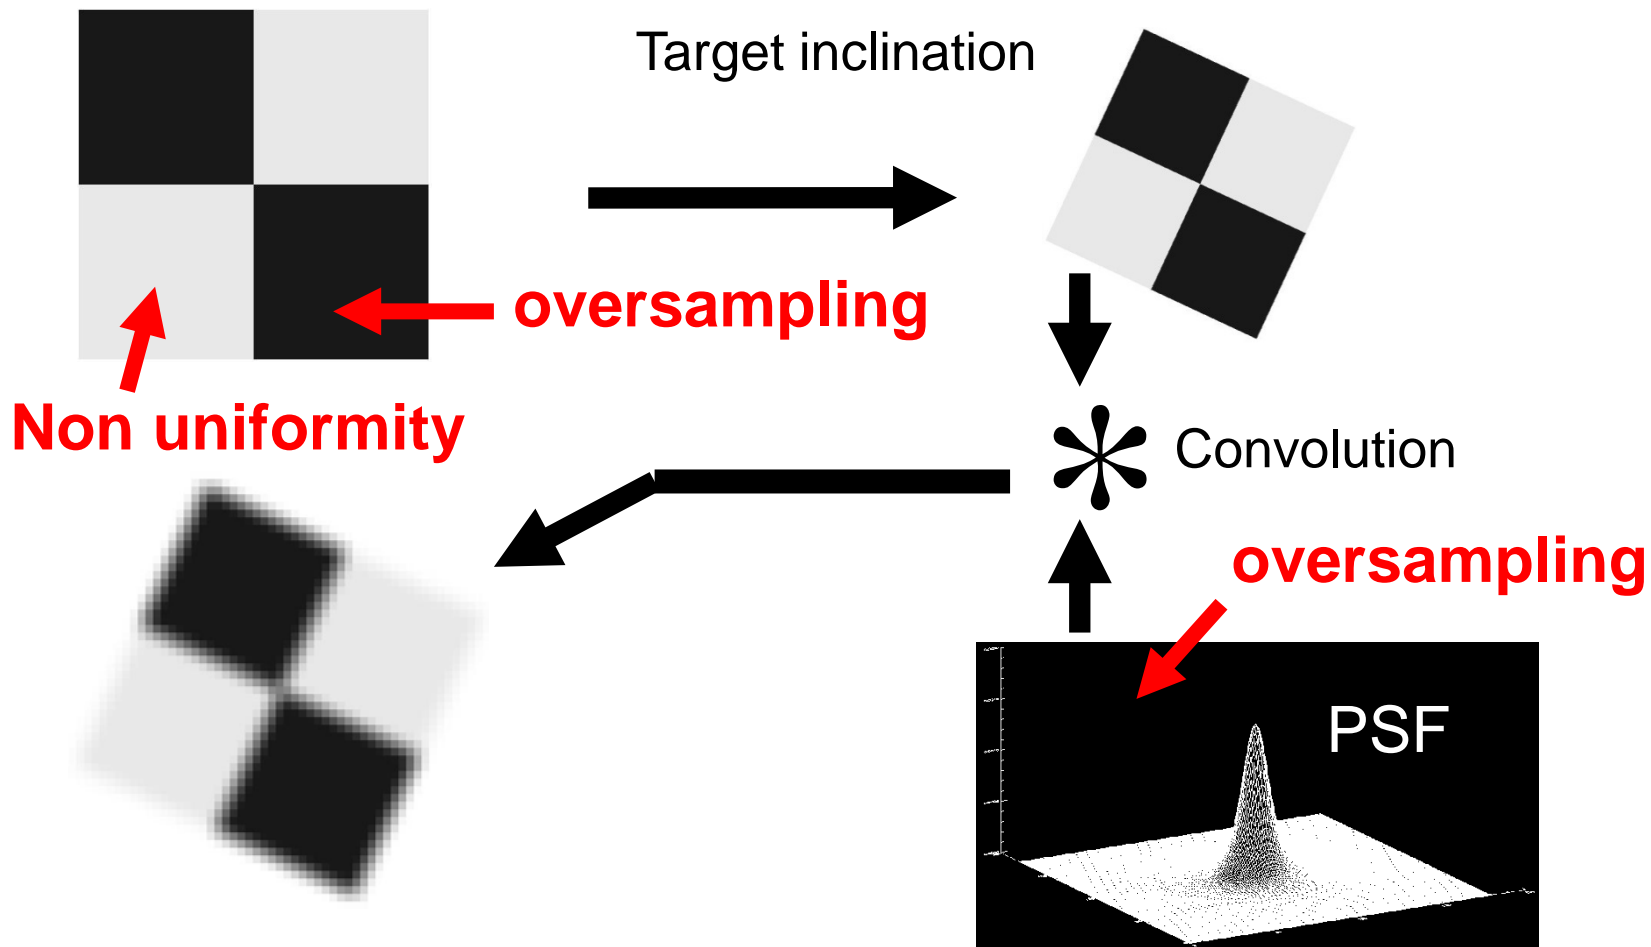 Target inclination
oversampling
Non uniformity
Convolution
oversampling
PSF